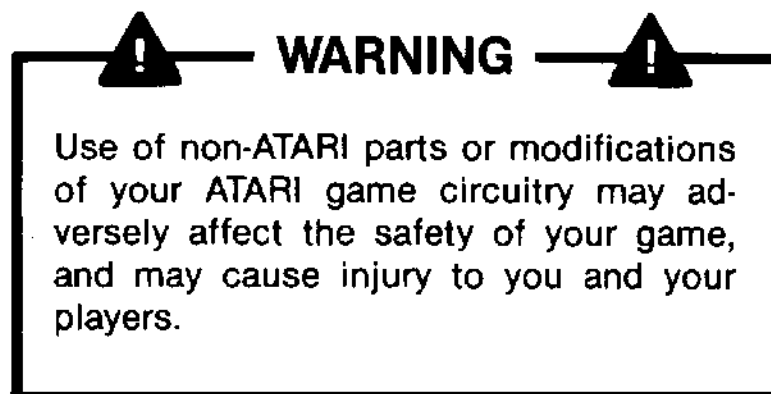 WARNING
Use of non-ATARI parts or modifications
of your ATARI game circuitry may ad-
versely affect the safety of your game,
and may cause injury to you and your
players.